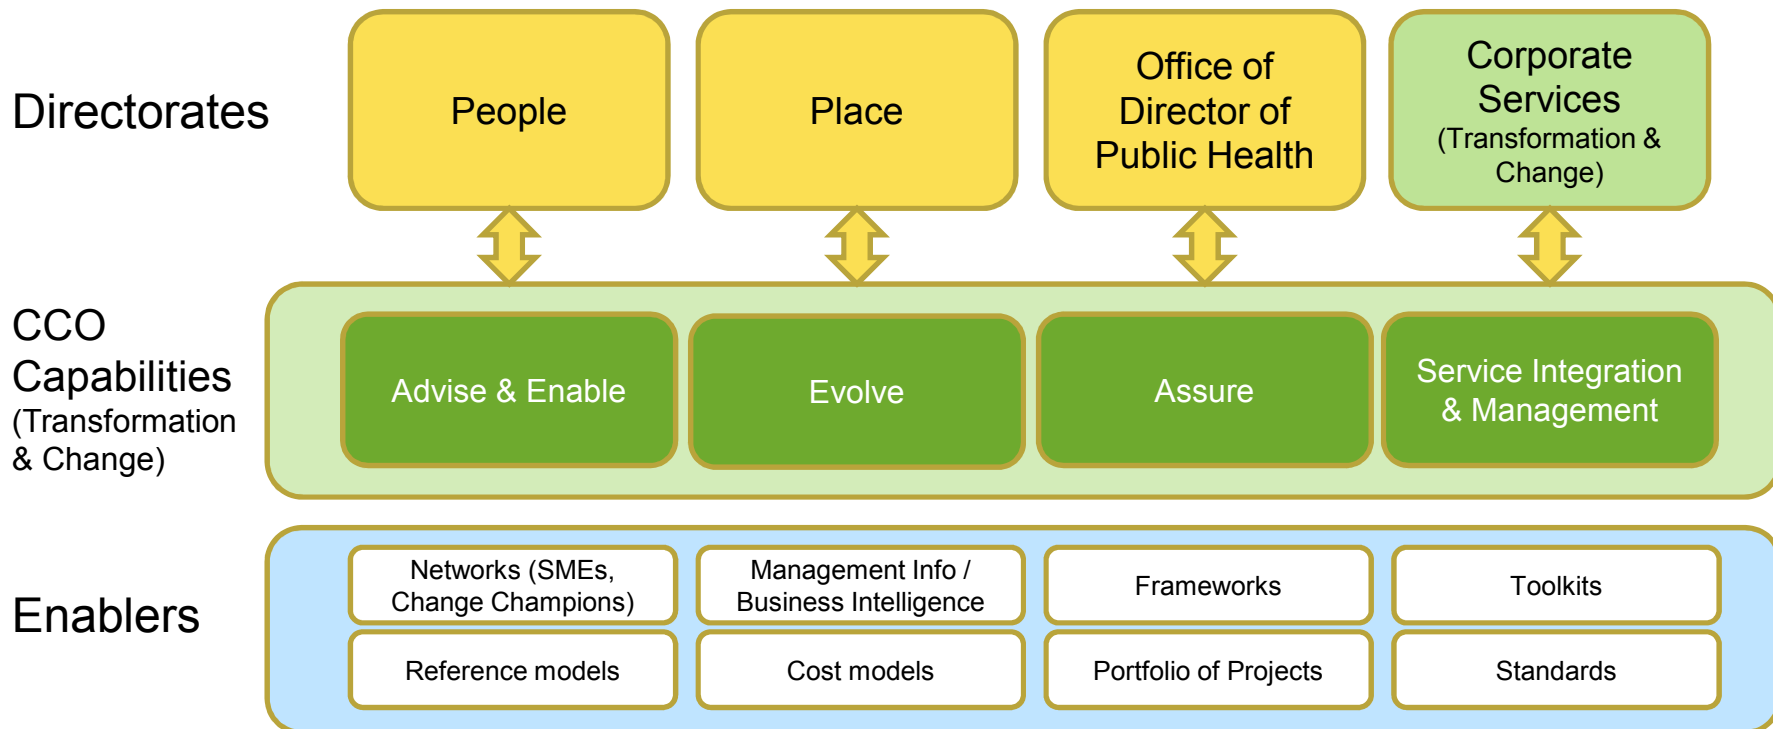 Directorates
People
Place
Office of
Director of
Public Health
Corporate
Services
(Transformation &
Change)
CCO
Capabilities
(Transformation
& Change)
Advise & Enable
Evolve
Assure
Service Integration
& Management
Enablers
Networks (SMEs,
Change Champions)
Management Info /
Business Intelligence
Frameworks
Toolkits
Reference models
Cost models
Portfolio of Projects
Standards